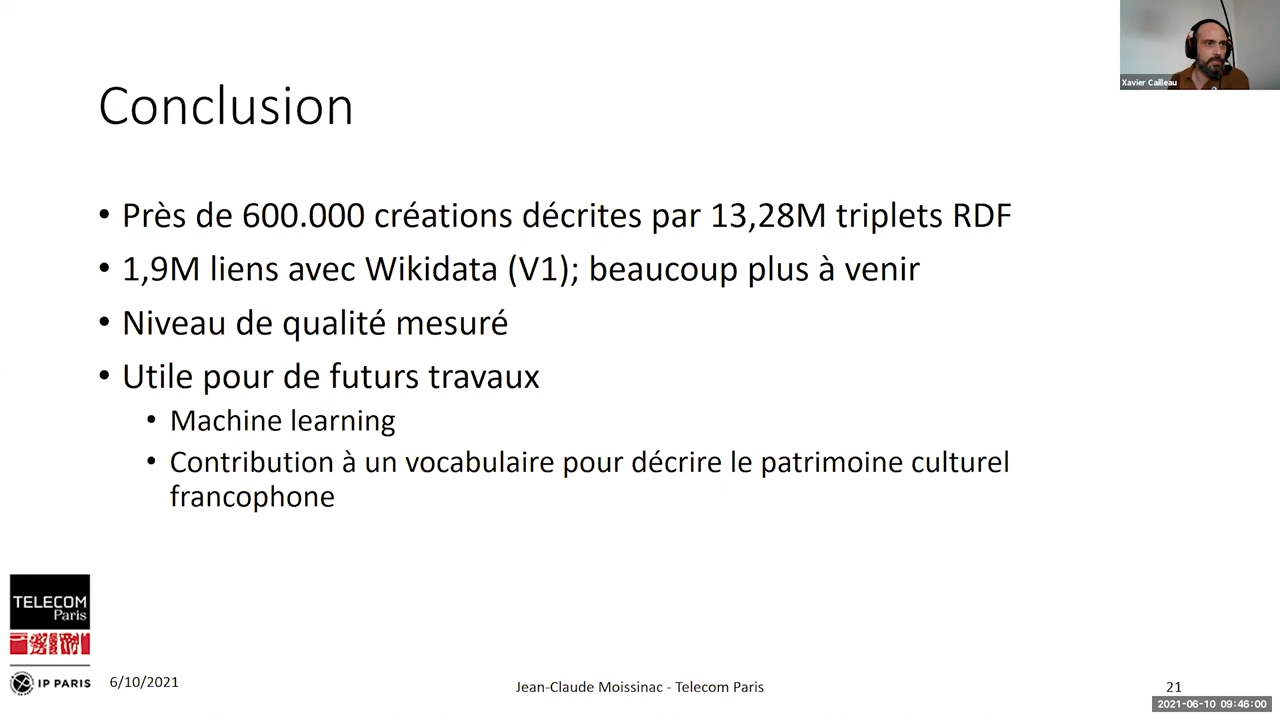 Xavier Cailleau
Conclusion
• Près de 600.000 créations décrites par 13,28M triplets RDF
• 1,9M liens avec Wikidata (V1); beaucoup plus à venir
• Niveau de qualité mesuré
• Utile pour de futurs travaux
• Machine learning
• Contribution à un vocabulaire pour décrire le patrimoine culturel
francophone
TELECOM
Paris
IP PARIS
6/10/2021
Jean-Claude Moissinac - Telecom Paris
21
2021-06-10 09:46:00